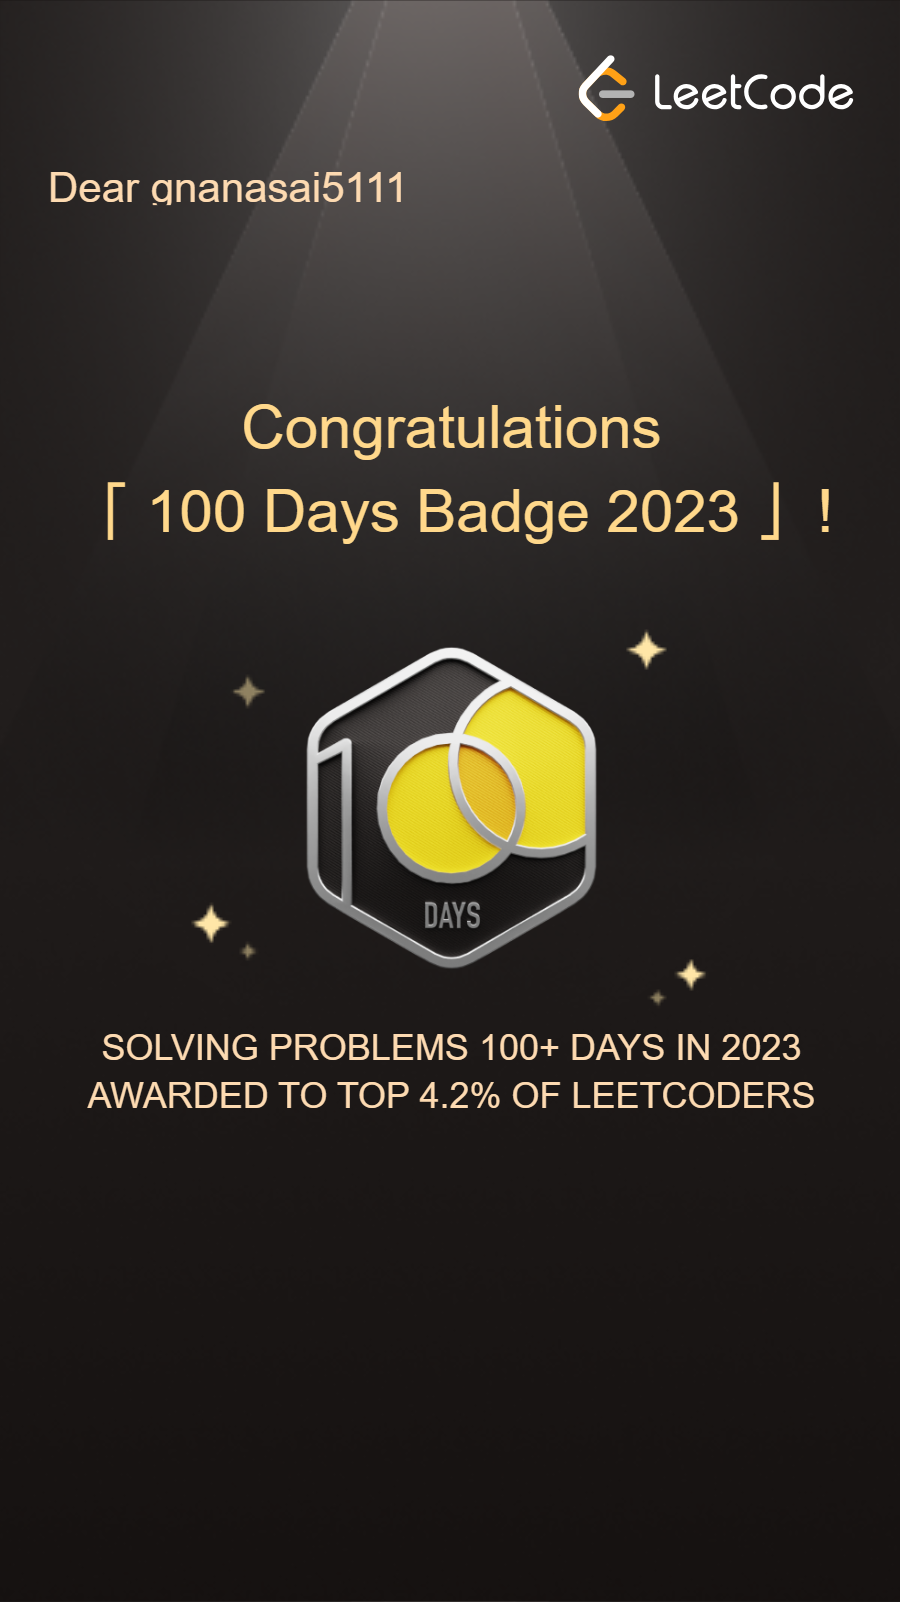 LeetCode
Dear gnanasai5111
Congratulations
「 100 Days Badge 2023 」 !
100
DAYS
SOLVING PROBLEMS 100+ DAYS IN 2023
AWARDED TO TOP 4.2% OF LEETCODERS